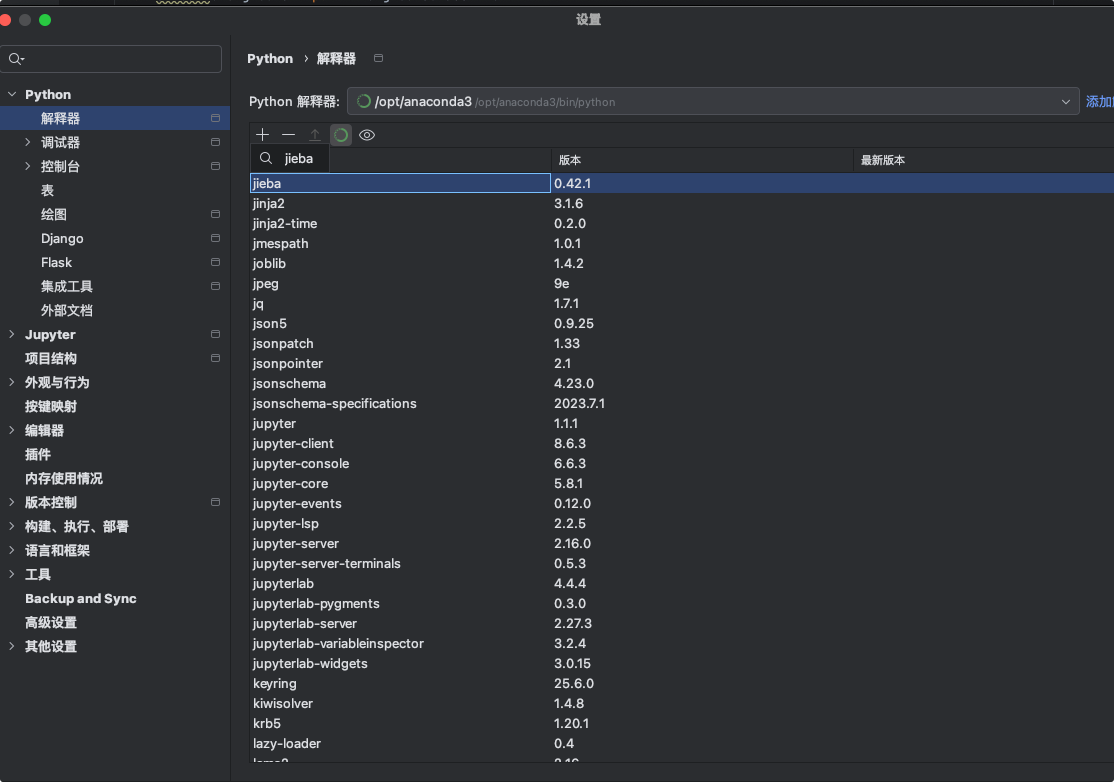 设置
Python › 解释器
Python 解释器: /opt/anaconda3 /opt/anaconda3/bin/python 添加
Python
解释器
调试器
控制台
表
绘图
Django
Flask
集成工具
外部文档
Jupyter
项目结构
外观与行为
按键映射
编辑器
插件
内存使用情况
版本控制
构建、执行、部署
语言和框架
工具
Backup and Sync
高级设置
其他设置
jieba 版本 最新版本
jieba 0.42.1
jinja2 3.1.6
jinja2-time 0.2.0
jmespath 1.0.1
joblib 1.4.2
jpeg 9e
jq 1.7.1
json5 0.9.25
jsonpatch 1.33
jsonpointer 2.1
jsonschema 4.23.0
jsonschema-specifications 2023.7.1
jupyter 1.1.1
jupyter-client 8.6.3
jupyter-console 6.6.3
jupyter-core 5.8.1
jupyter-events 0.12.0
jupyter-lsp 2.2.5
jupyter-server 2.16.0
jupyter-server-terminals 0.5.3
jupyterlab 4.4.4
jupyterlab-pygments 0.3.0
jupyterlab-server 2.27.3
jupyterlab-variableinspector 3.2.4
jupyterlab-widgets 3.0.15
keyring 25.6.0
kiwisolver 1.4.8
krb5 1.20.1
lazy-loader 0.4